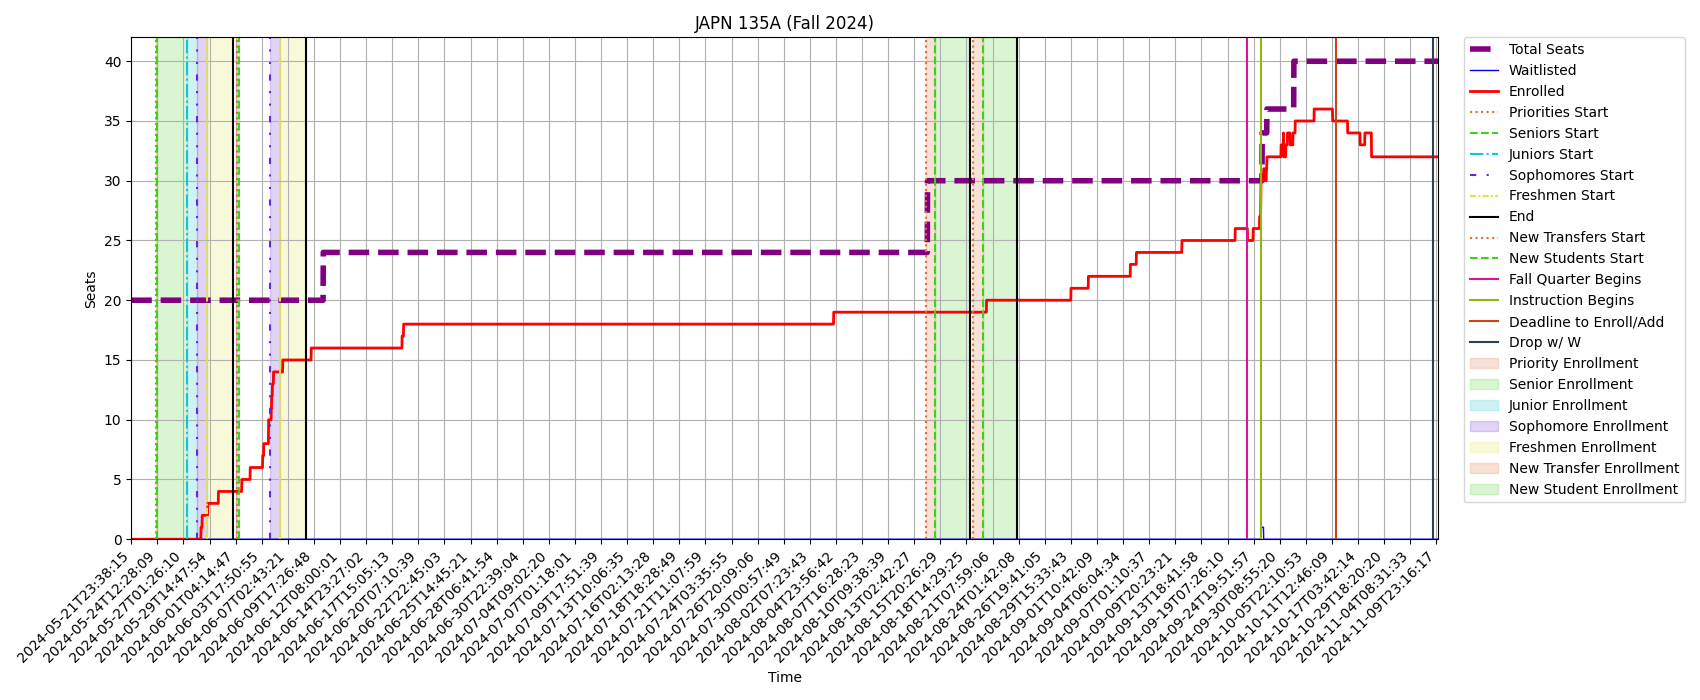 JAPN 135A (Fall 2024)
Seats
40
35
30
25
20
15
10
5
0
2024-05-21T23:38:15
2024-05-24T12:28:09
2024-05-27T01:26:10
2024-05-29T14:47:54
2024-06-01T04:14:47
2024-06-03T17:50:55
2024-06-07T02:43:21
2024-06-09T17:26:48
2024-06-12T08:00:01
2024-06-14T23:27:02
2024-06-17T15:05:13
2024-06-20T07:10:39
2024-06-22T22:45:03
2024-06-25T14:45:21
2024-06-28T06:41:54
2024-06-30T22:39:04
2024-07-04T09:02:20
2024-07-07T01:18:01
2024-07-09T17:51:39
2024-07-13T10:06:35
2024-07-16T02:13:28
2024-07-18T18:28:49
2024-07-21T11:07:59
2024-07-24T03:35:55
2024-07-26T20:09:06
2024-07-30T00:57:49
2024-08-02T07:23:43
2024-08-04T23:56:42
2024-08-07T16:28:23
2024-08-10T09:38:39
2024-08-13T02:42:27
2024-08-15T20:26:29
2024-08-18T14:29:25
2024-08-21T07:59:06
2024-08-24T01:42:08
2024-08-26T19:41:05
2024-08-29T15:33:43
2024-09-01T10:42:09
2024-09-04T06:04:34
2024-09-07T01:10:37
2024-09-09T20:23:21
2024-09-13T18:41:58
2024-09-19T07:26:10
2024-09-24T19:51:57
2024-09-30T08:55:20
2024-10-05T22:10:53
2024-10-11T12:46:09
2024-10-17T03:42:14
2024-10-29T18:20:20
2024-11-04T08:31:33
2024-11-09T23:16:17
Time
Total Seats
Waitlisted
Enrolled
Priorities Start
Seniors Start
Juniors Start
Sophomores Start
Freshmen Start
End
New Transfers Start
New Students Start
Fall Quarter Begins
Instruction Begins
Deadline to Enroll/Add
Drop w/ W
Priority Enrollment
Senior Enrollment
Junior Enrollment
Sophomore Enrollment
Freshmen Enrollment
New Transfer Enrollment
New Student Enrollment